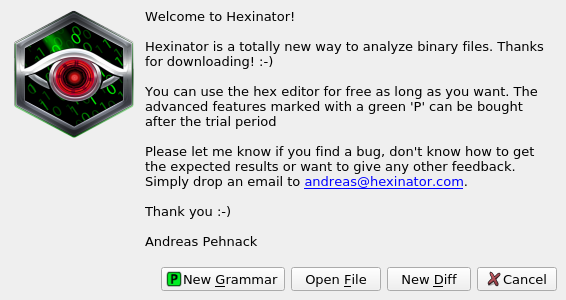 Welcome to Hexinator!
Hexinator is a totally new way to analyze binary files. Thanks
for downloading! :-)
You can use the hex editor for free as long as you want. The
advanced features marked with a green 'P' can be bought
after the trial period
Please let me know if you find a bug, don't know how to get
the expected results or want to give any other feedback.
Simply drop an email to andreas@hexinator.com.
Thank you :-)
Andreas Pehnack
P New Grammar Open File New Diff Cancel